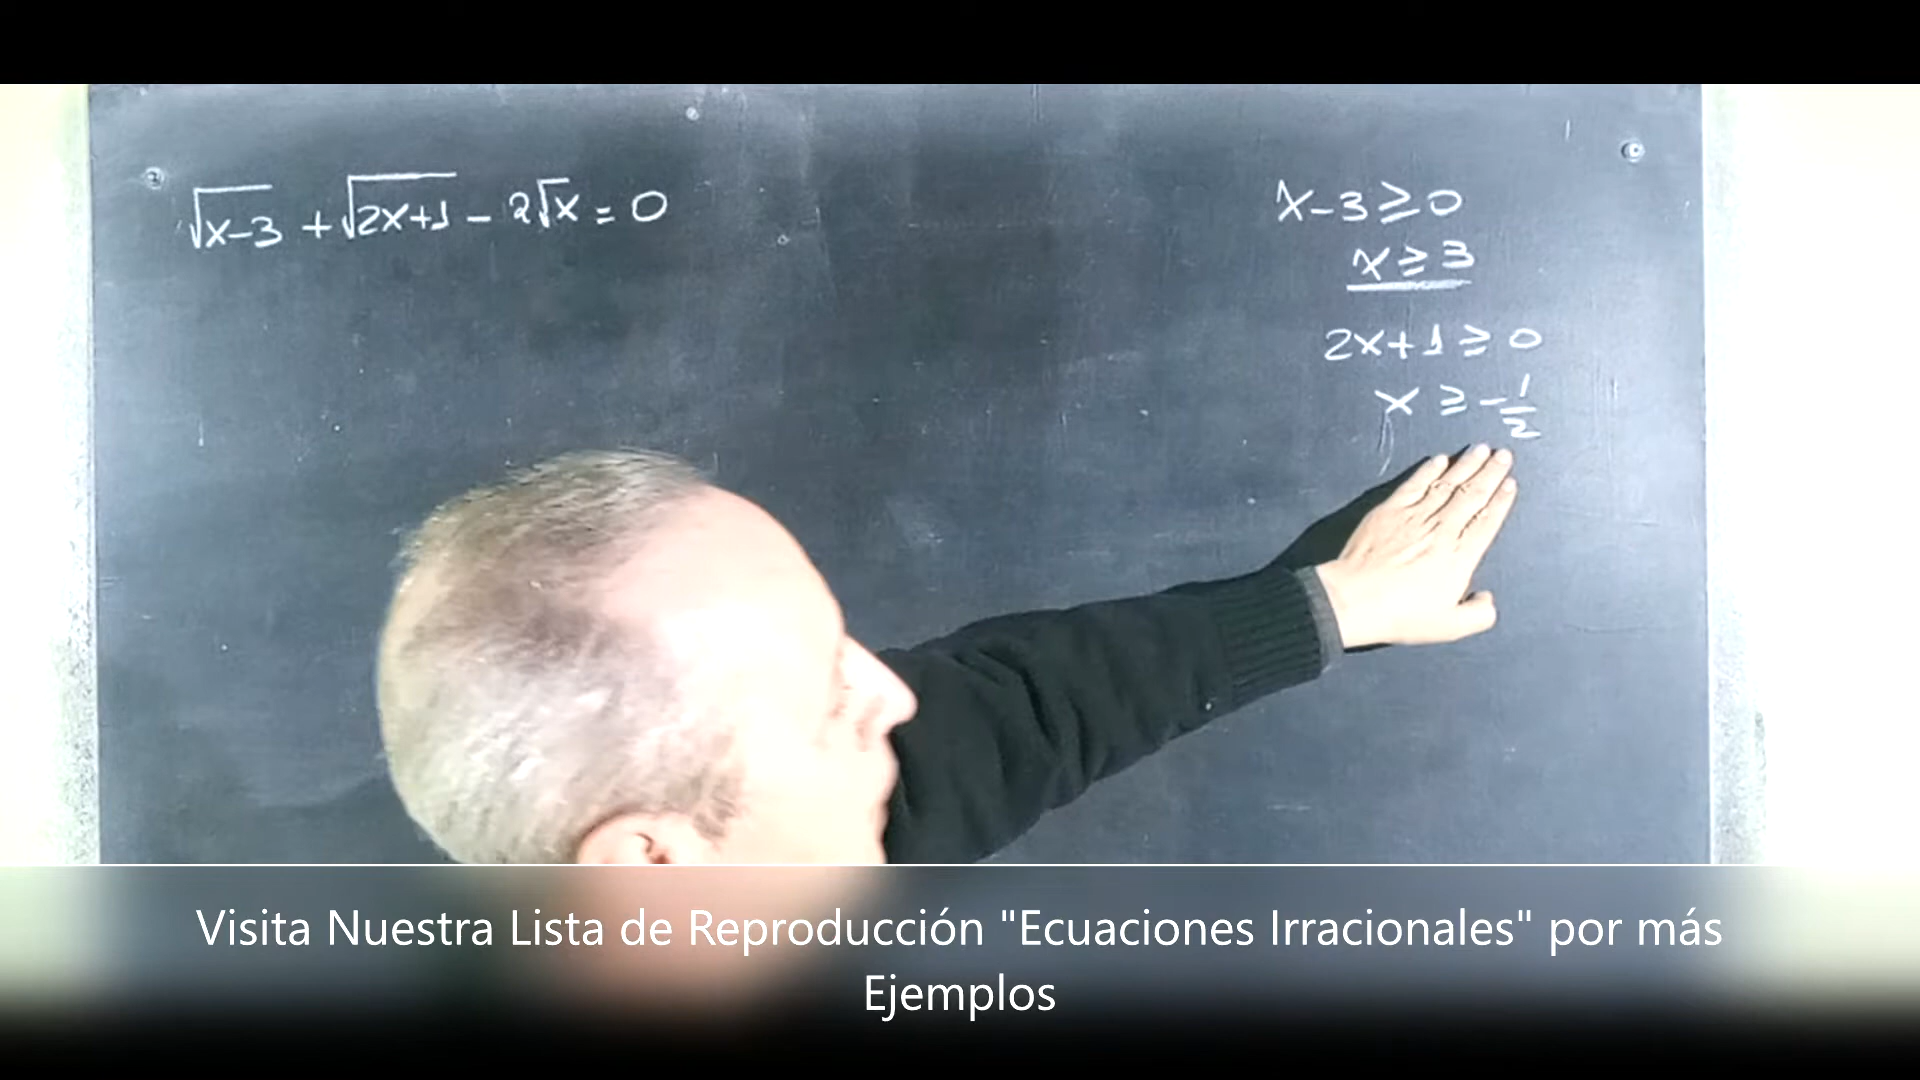 √x-3 + √2x+1 - 2√x = 0
x-3 ≥ 0
x ≥ 3
2x+1 ≥ 0
x ≥ -1/2
Visita Nuestra Lista de Reproducción "Ecuaciones Irracionales" por más
Ejemplos